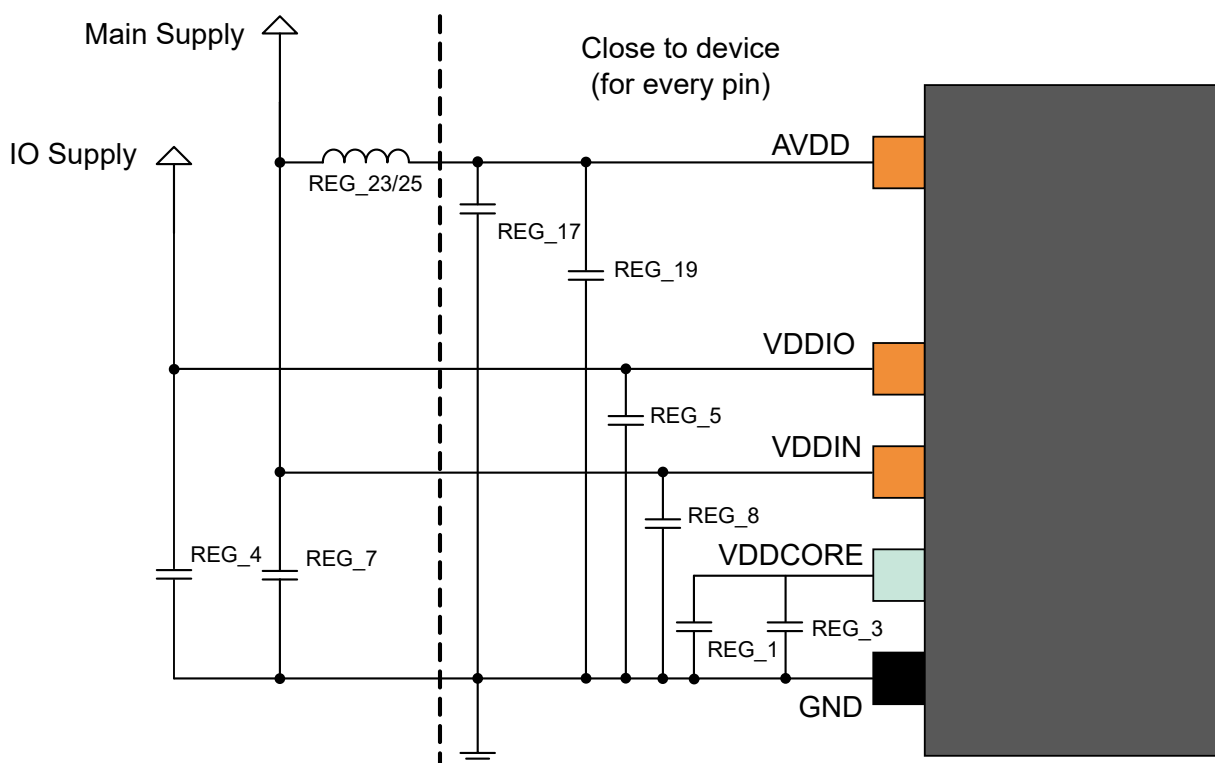 Main Supply
Close to device
(for every pin)
IO Supply
AVDD
REG_23/25
REG_17
REG_19
VDDIO
REG_5
VDDIN
REG_8
REG_4
REG_7
VDDCORE
REG_1
REG_3
GND